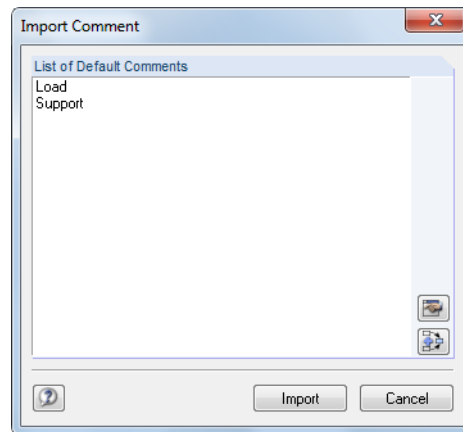 Import Comment
List of Default Comments
Load
Support
Import
Cancel